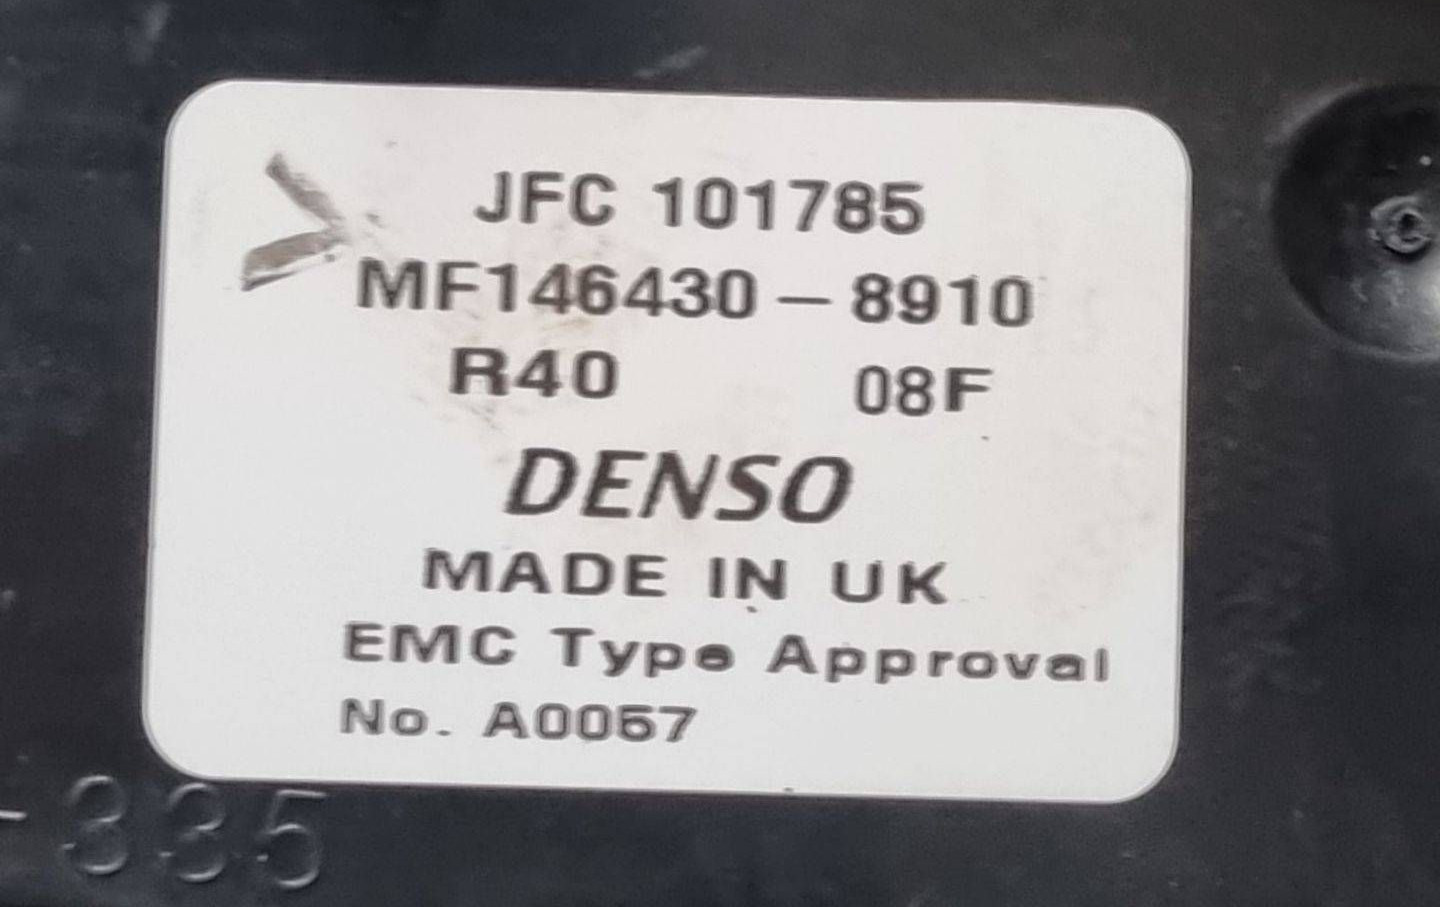 JFC 101785
MF146430-8910
R40 08F
DENSO
MADE IN UK
EMC Type Approval
No. A0057
-335